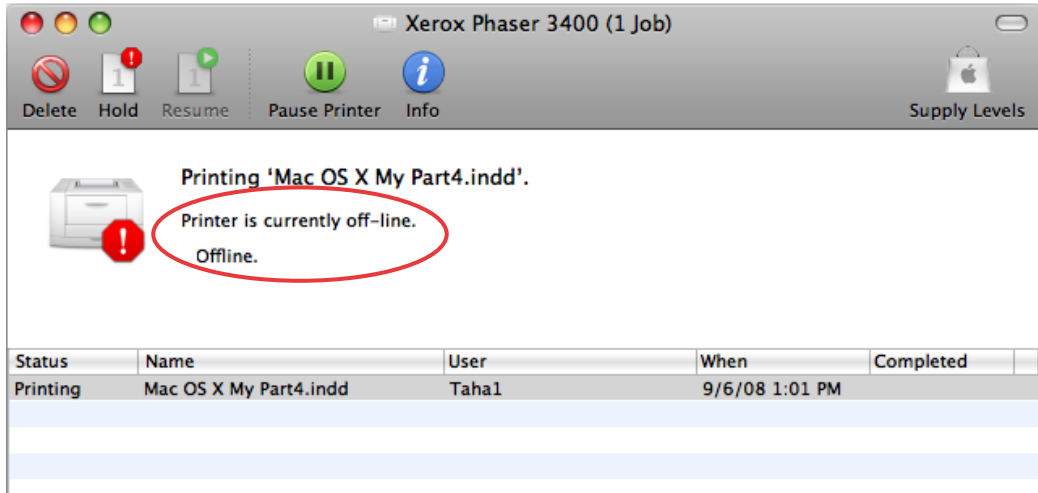 Xerox Phaser 3400 (1 Job)
Delete Hold Resume Pause Printer Info Supply Levels
Printing ‘Mac OS X My Part4.indd’.
Printer is currently off-line.
Offline.
Status Name User When Completed
Printing Mac OS X My Part4.indd Taha1 9/6/08 1:01 PM